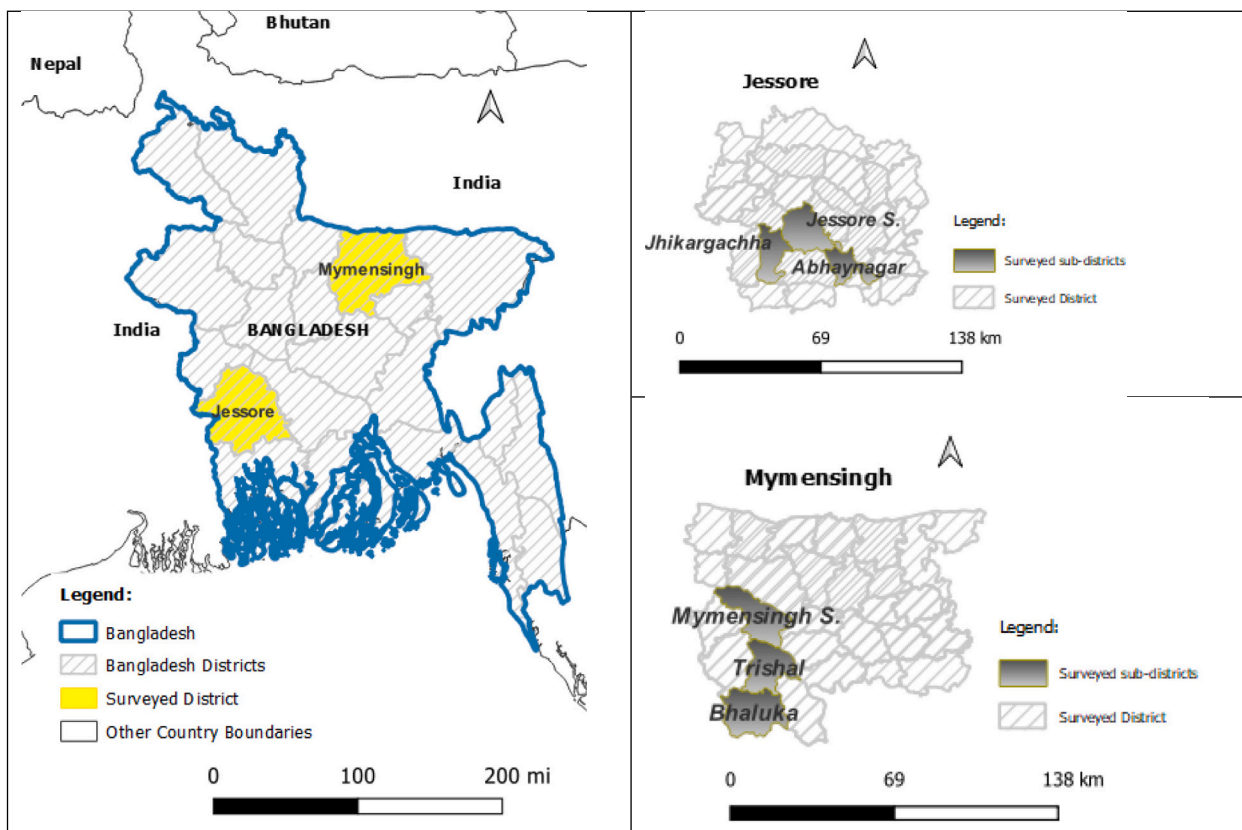 Bhutan
Nepal
India
Mymensingh
India
BANGLADESH
Jessore
Legend:
Bangladesh
Bangladesh Districts
Surveyed District
Other Country Boundaries
0 100 200 mi
Jessore
Jessore S.
Jhikargachha
Abhaynagar
Legend:
Surveyed sub-districts
Surveyed District
0 69 138 km
Mymensingh
Mymensingh S.
Trishal
Bhaluka
Legend:
Surveyed sub-districts
Surveyed District
0 69 138 km